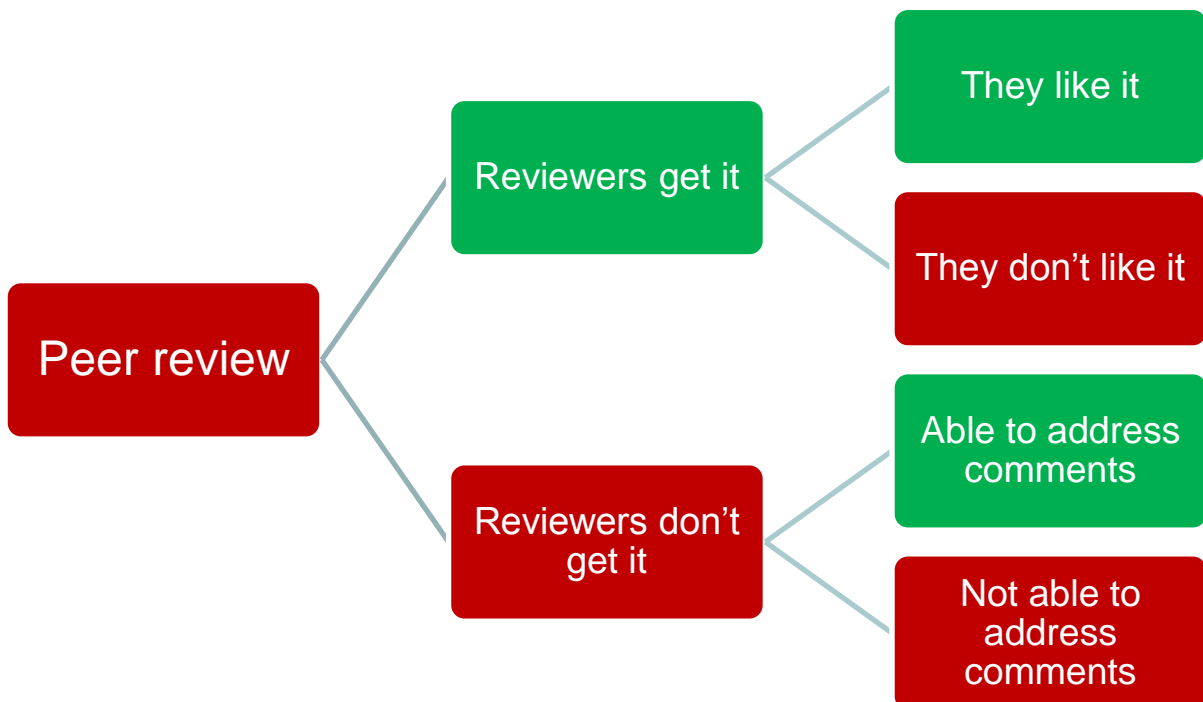 They like it
Reviewers get it
They don’t like it
Peer review
Able to address
comments
Reviewers don’t
get it
Not able to
address
comments